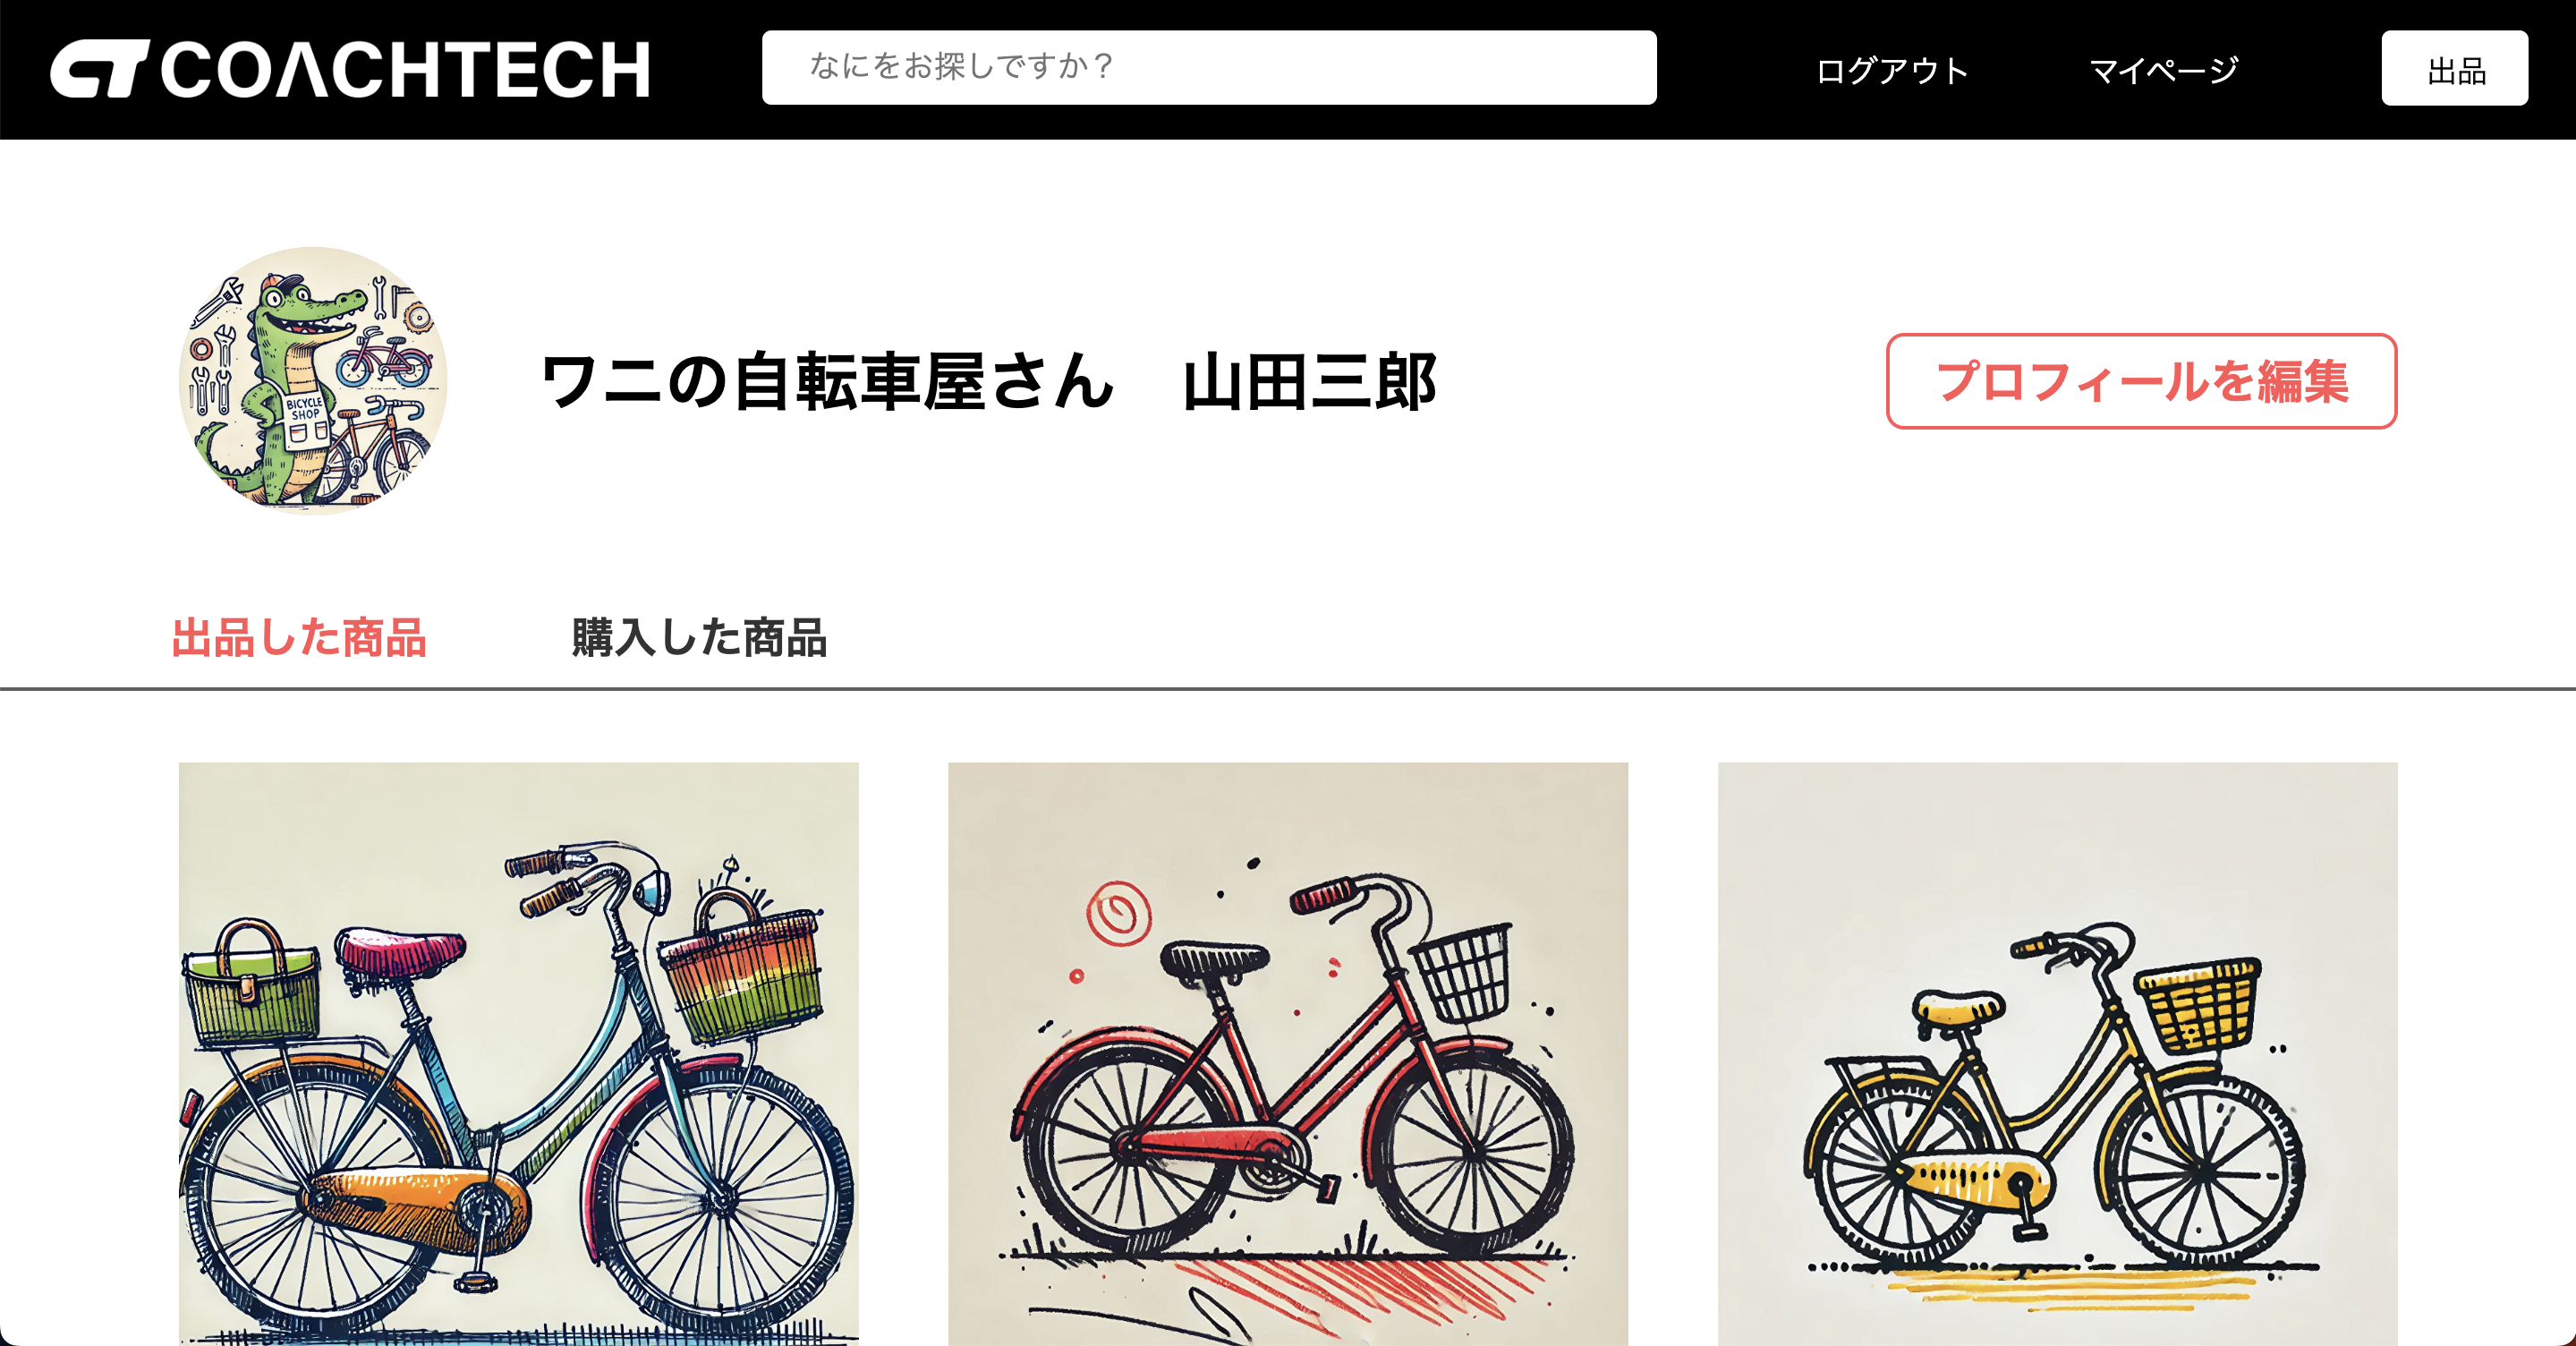 COACHTECH
なにをお探しですか？
ログアウト
マイページ
出品
BICYCLE
SHOP
ワニの自転車屋さん　山田三郎
プロフィールを編集
出品した商品
購入した商品